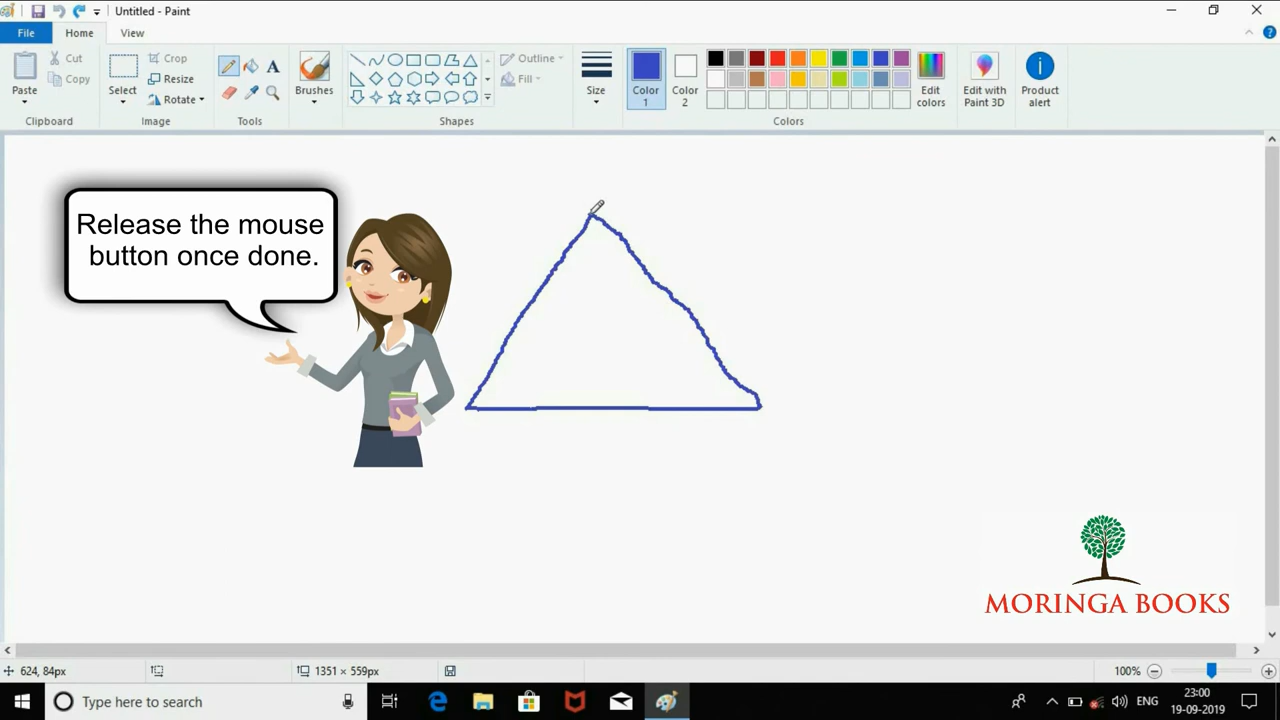 Untitled - Paint
File
Home
View
Paste
Cut
Copy
Clipboard
Select
Crop
Resize
Rotate
Image
A
Tools
Brushes
Outline
Fill
Shapes
Size
Color
1
Color
2
Edit
colors
Colors
Edit with
Paint 3D
Product
alert
Release the mouse
button once done.
MORINGA BOOKS
624, 84px
1351 × 559px
100%
Type here to search
ENG
23:00
19-09-2019